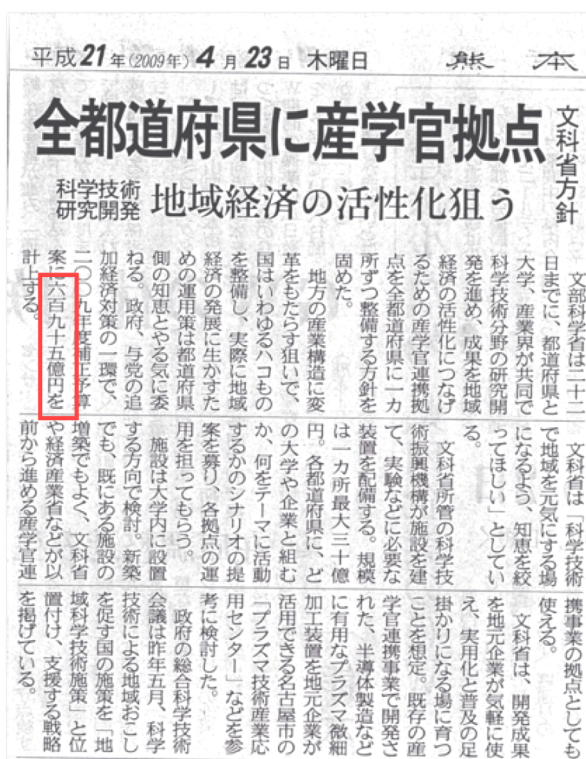 平成21年(2009年)4月23日 木曜日 熊本
全都道府県に産学官拠点
文科省方針
科学技術
研究開発
地域経済の活性化狙う
文部科学省は二十二
日までに、都道府県と
大学、産業界が共同で
科学技術分野の研究開
発を進め、成果を地域
経済の活性化につなげ
るための産学官連携拠
点を全都道府県に一カ
所ずつ整備する方針を
固めた。
地方の産業構造に変
革をもたらす狙いで、
国はいわゆるハコもの
を整備し、実際に地域
経済の発展に生かすた
めの運用策は都道府県
側の知恵とやる気に委
ねる。政府、与党の追
加経済対策の一環で、
二〇〇九年度補正予算
案に六百九十五億円を
計上する。
文科省は「科学技術
で地域を元気にする場
になるよう、知恵を絞
ってほしい」としてい
る。
文科省所管の科学技
術振興機構が施設を建
て、実験などに必要な
装置を配備する。規模
は一カ所最大三十億
円。各都道府県に、ど
の大学や企業と組む
か、何をテーマに活動
するかのシナリオの提
案を募り、各拠点の運
用を担ってもらう。
施設は大学内に設置
する方向で検討。新築
でも、既にある施設の
増築でもよく、文科省
や経済産業省などが以
前から進める産学官連
携事業の拠点としても
使える。
文科省は、開発成果
を地元企業が気軽に使
え、実用化と普及の足
掛かりになる場に育つ
ことを想定。既存の産
学官連携事業で開発さ
れた、半導体製造など
に有用なプラズマ微細
加工装置を地元企業が
活用できる名古屋市の
「プラズマ技術産業応
用センター」などを参
考に検討した。
政府の総合科学技術
会議は昨年五月、科学
技術による地域おこし
を促す国の施策を「地
域科学技術施策」と位
置付け、支援する戦略
を掲げている。